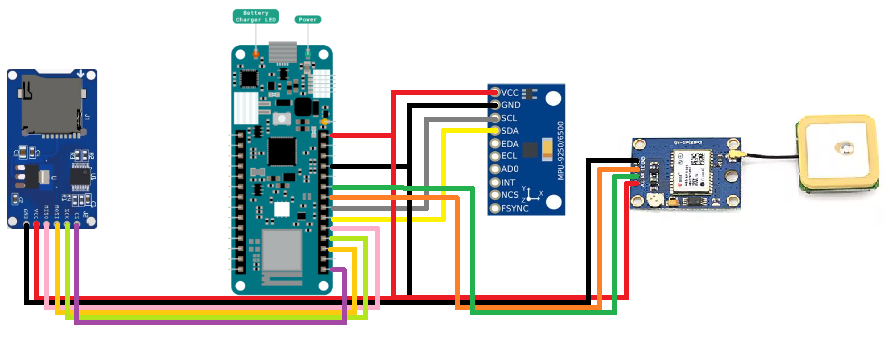 Battery
Charger LED
Power
VCC
GND
SCL
SDA
EDA
ECL
AD0
INT
NCS
FSYNC
MPU-9250/6500
Y
X
Z
GND
VCC
MISO
MOSI
SCK
CS